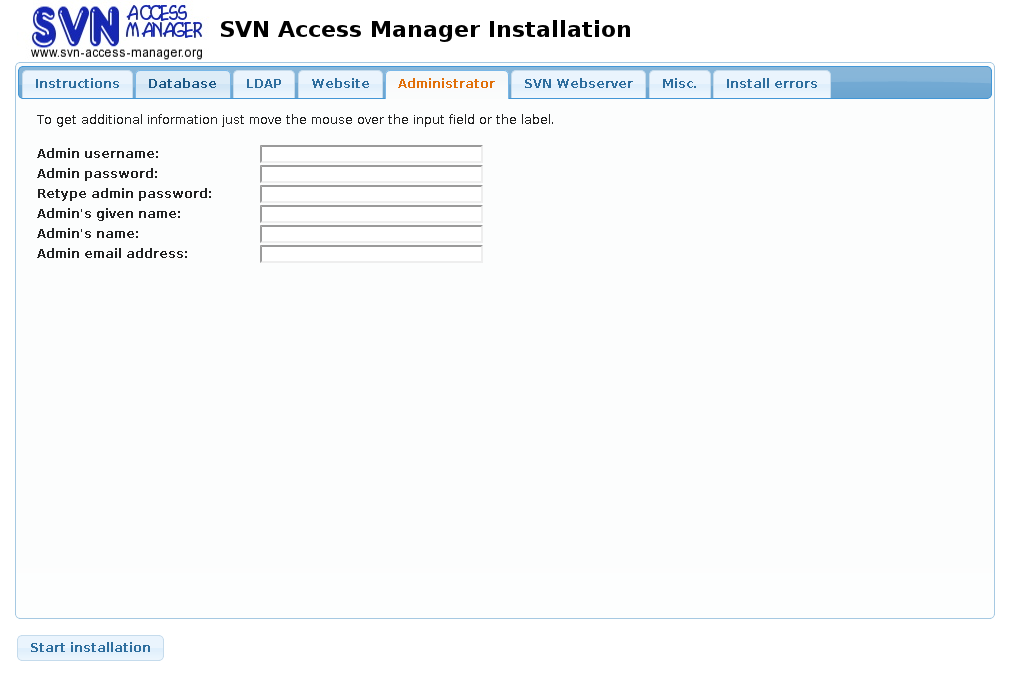 SVN ACCESS MANAGER
www.svn-access-manager.org
SVN Access Manager Installation
Instructions Database LDAP Website Administrator SVN Webserver Misc. Install errors
To get additional information just move the mouse over the input field or the label.
Admin username:
Admin password:
Retype admin password:
Admin's given name:
Admin's name:
Admin email address:
Start installation